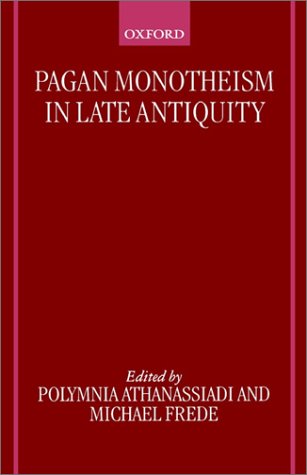 OXFORD
PAGAN MONOTHEISM
IN LATE ANTIQUITY
Edited by
POLYMNIA ATHANASSIADI AND
MICHAEL FREDE